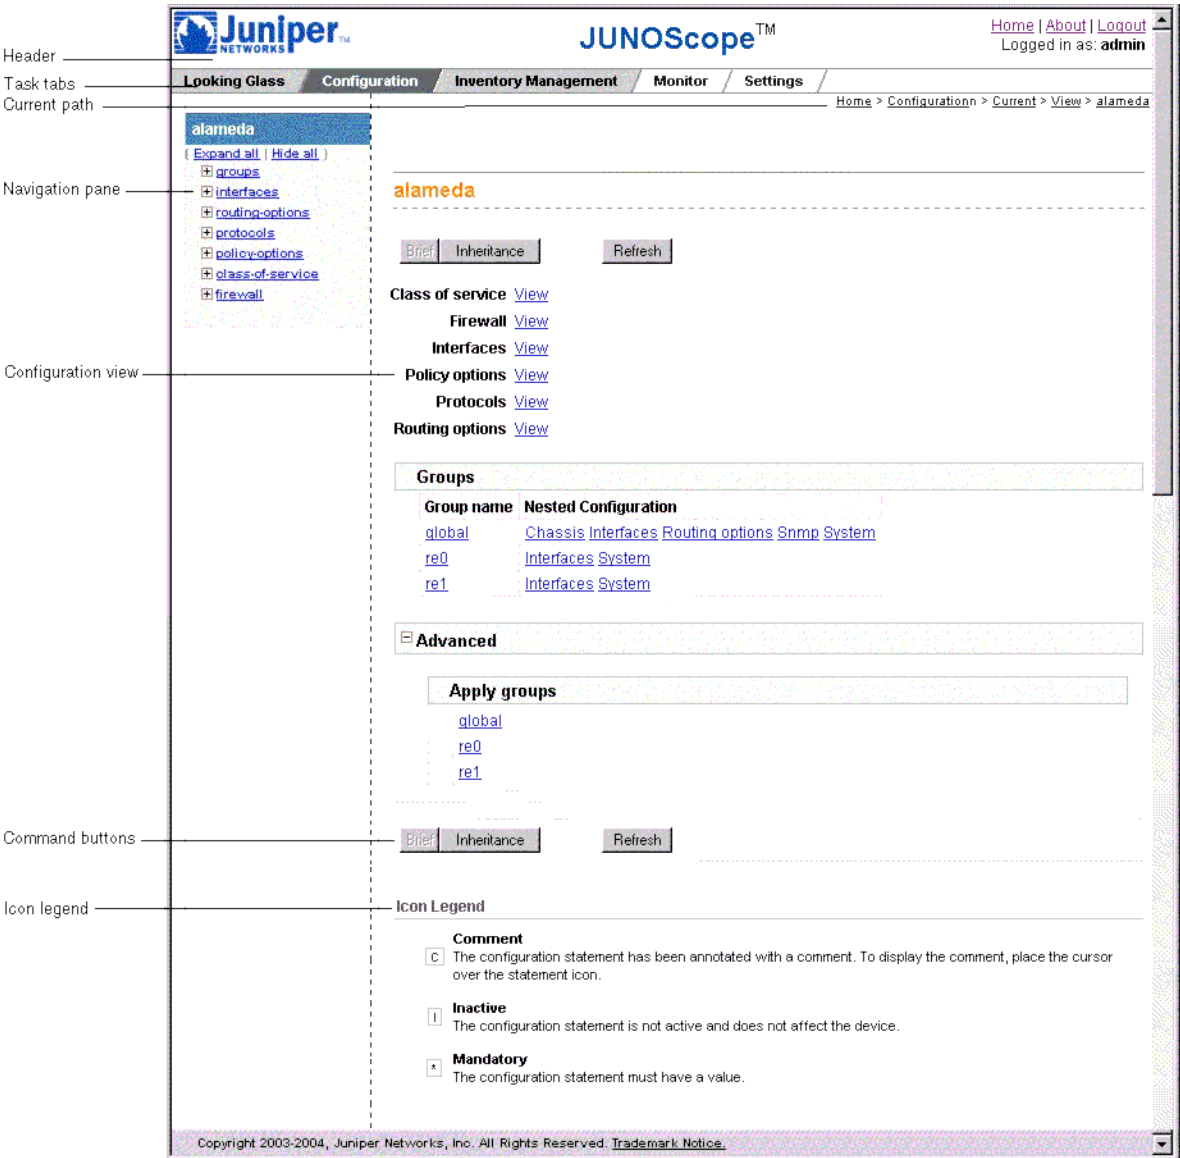 Juniper™
NETWORKS
JUNOScope™
Home | About | Logout
Logged in as: admin
Header
Task tabs
Looking Glass Configuration Inventory Management Monitor Settings
Current path
Home > Configurationn > Current > View > alameda
alameda
[ Expand all | Hide all ]
groups
Navigation pane
interfaces
routing-options
protocols
policy-options
class-of-service
firewall
alameda
Brief Inheritance Refresh
Class of service View
Firewall View
Interfaces View
Configuration view
Policy options View
Protocols View
Routing options View
Groups
Group name Nested Configuration
global Chassis Interfaces Routing options Snmp System
re0 Interfaces System
re1 Interfaces System
Advanced
Apply groups
global
re0
re1
Command buttons
Brief Inheritance Refresh
Icon legend
Icon Legend
Comment
C The configuration statement has been annotated with a comment. To display the comment, place the cursor
over the statement icon.
Inactive
I The configuration statement is not active and does not affect the device.
Mandatory
* The configuration statement must have a value.
Copyright 2003-2004, Juniper Networks, Inc. All Rights Reserved. Trademark Notice.